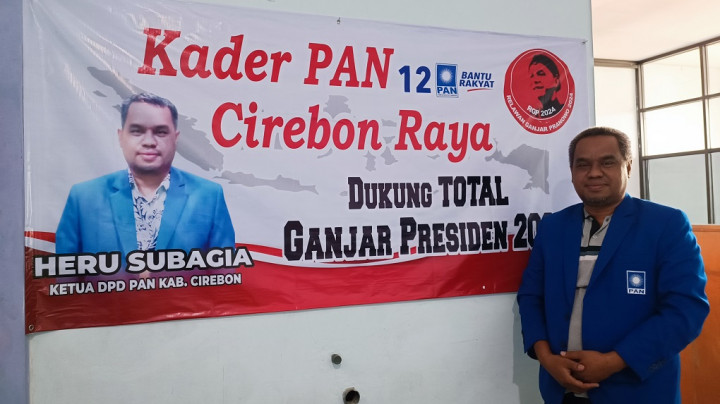 Kader PAN
12
PAN
BANTU
RAKYAT
Cirebon Raya
RGP 2024
RELAWAN GANJAR PRANOWO 2024
DUKUNG TOTAL
GANJAR PRESIDEN 20
HERU SUBAGIA
KETUA DPD PAN KAB. CIREBON
PAN